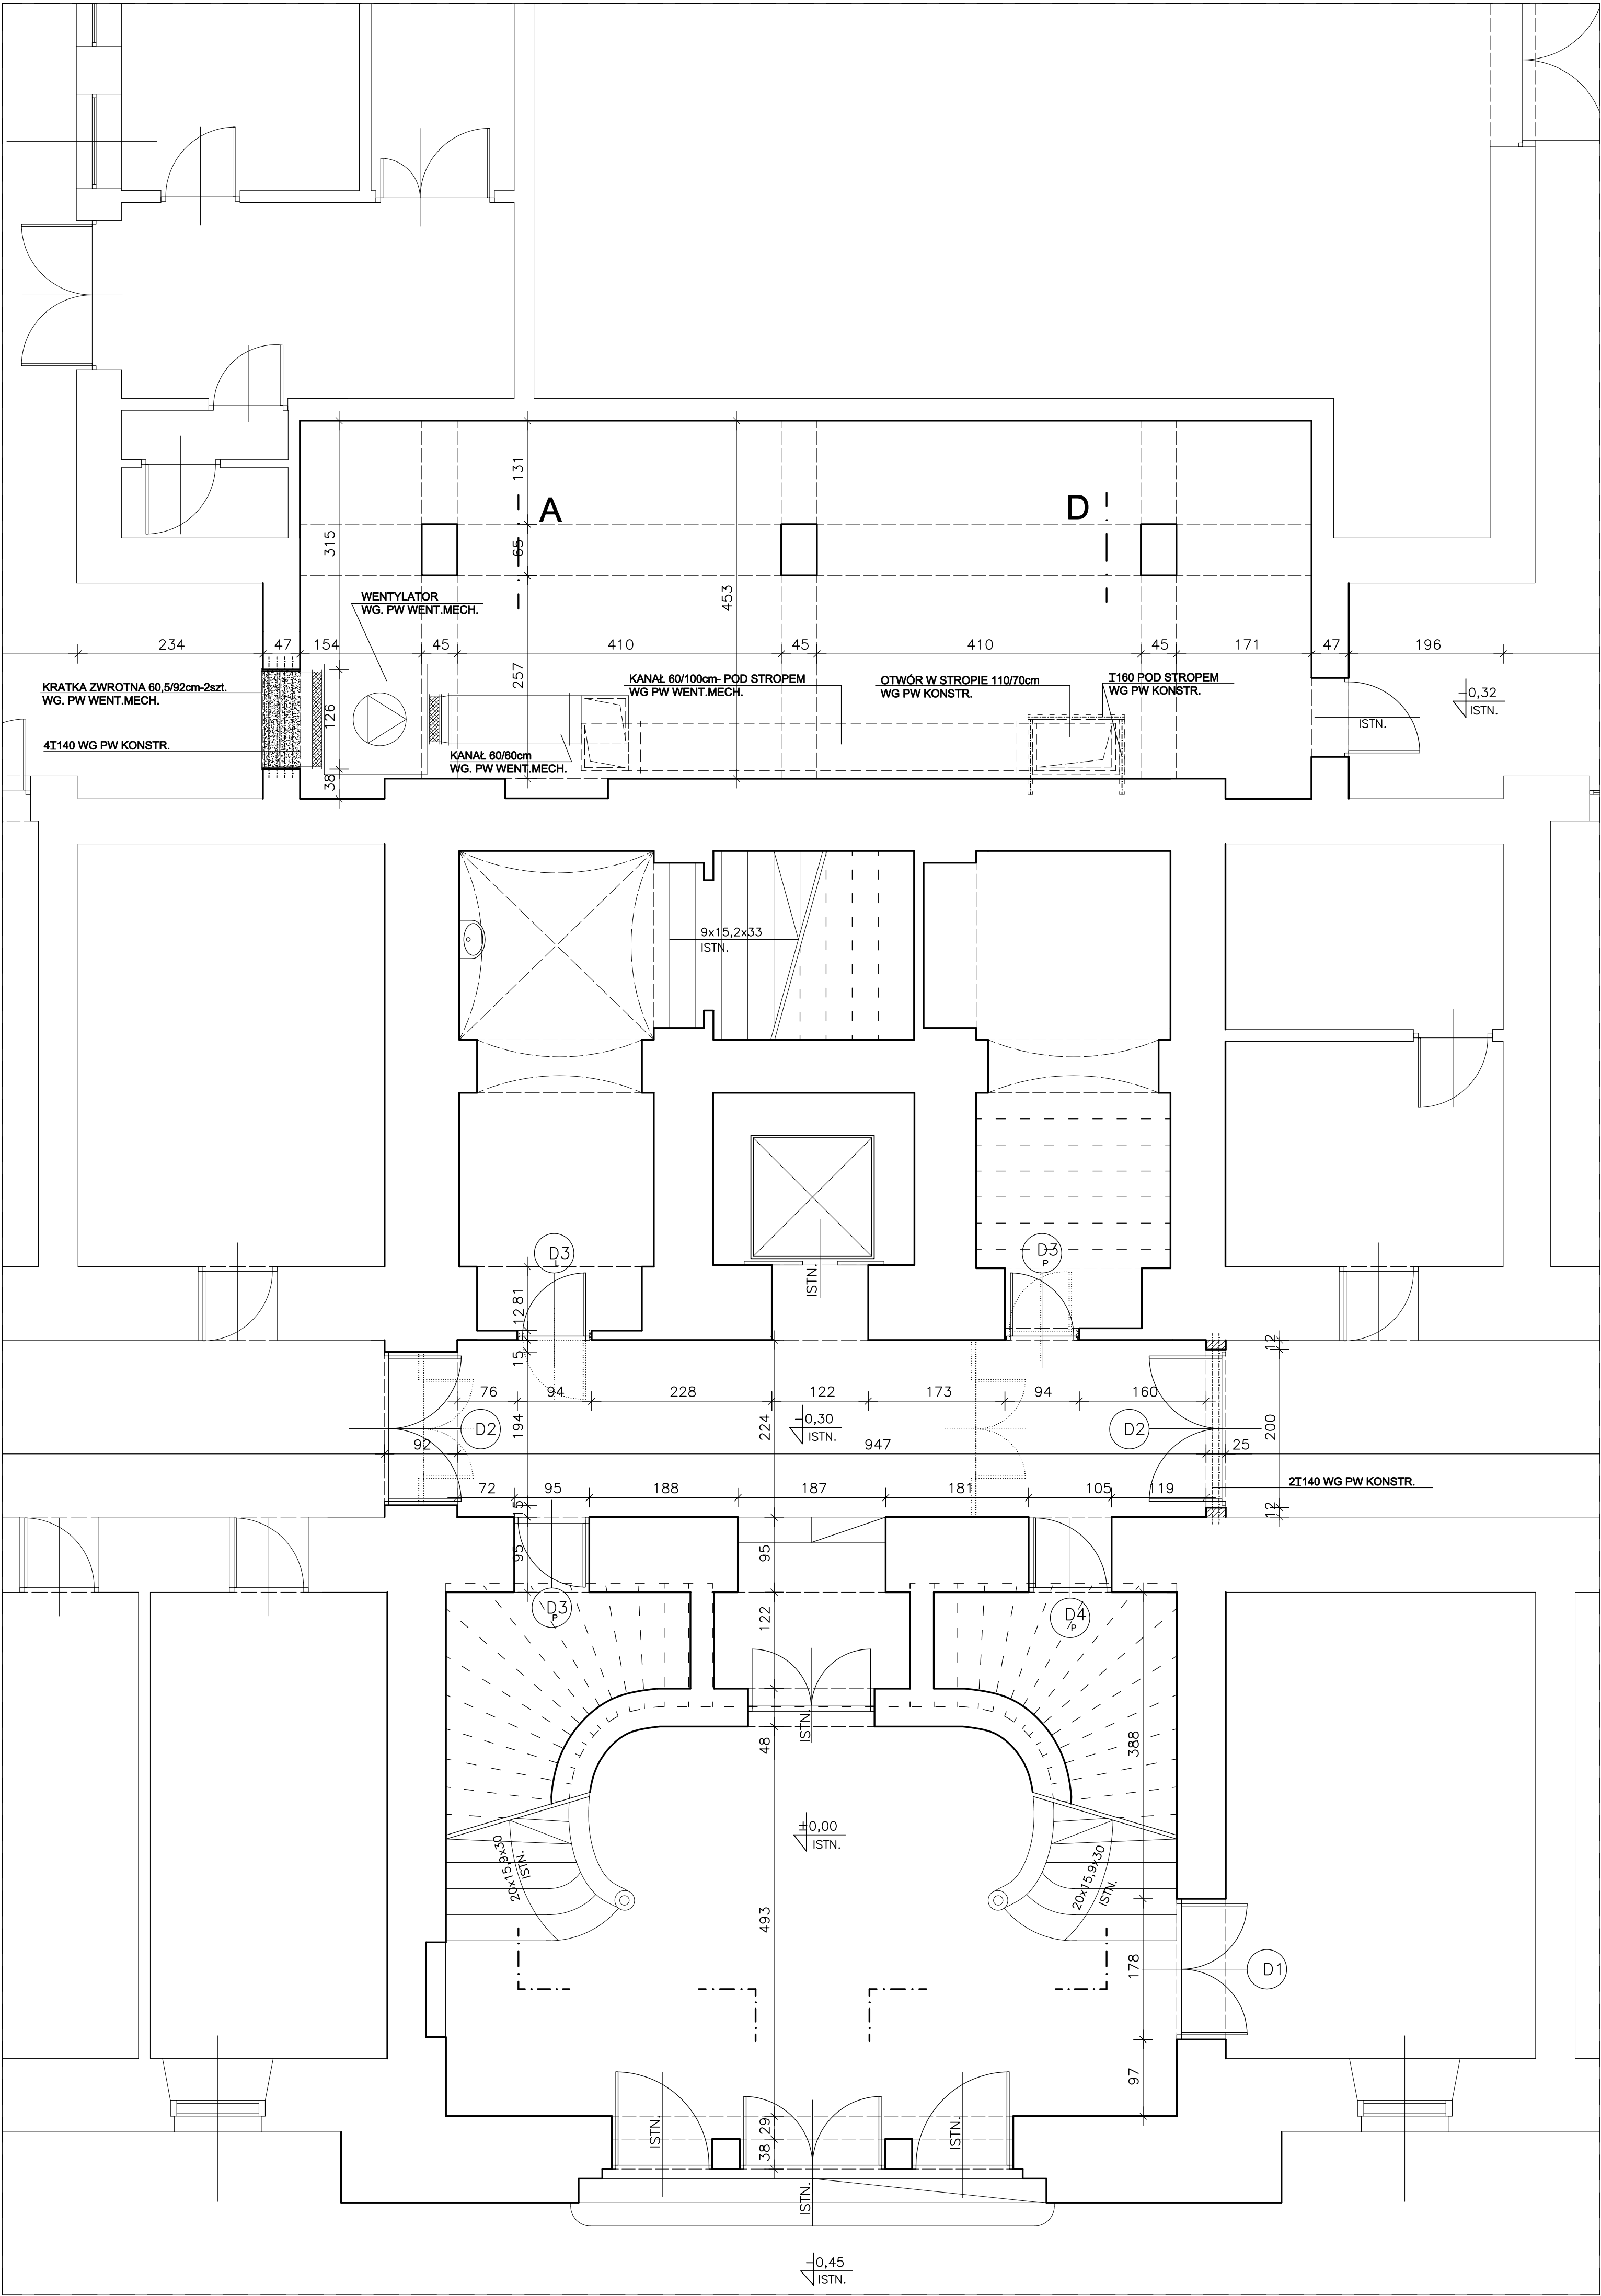 131
A
D
315
65
453
WENTYLATOR
WG. PW WENT.MECH.
234
47
154
45
410
45
410
45
171
47
196
257
KRATKA ZWROTNA 60,5/92cm-2szt.
WG. PW WENT.MECH.
KANAŁ 60/100cm- POD STROPEM
WG PW WENT.MECH.
OTWÓR W STROPIE 110/70cm
WG PW KONSTR.
I160 POD STROPEM
WG PW KONSTR.
-0,32
ISTN.
ISTN.
126
4I140 WG PW KONSTR.
KANAŁ 60/60cm
WG. PW WENT.MECH.
38
9x15,2x33
ISTN.
D3
L
D3
P
ISTN.
81
12
15
12
76
94
228
122
173
94
160
194
224
-0,30
ISTN.
D2
D2
200
92
947
25
2I140 WG PW KONSTR.
72
95
188
187
181
105
119
15
12
95
95
D3
P
D4
P
122
ISTN.
48
388
±0,00
ISTN.
20x15,9x30
ISTN.
20x15,9x30
ISTN.
493
178
D1
97
ISTN.
29
ISTN.
38
ISTN.
-0,45
ISTN.